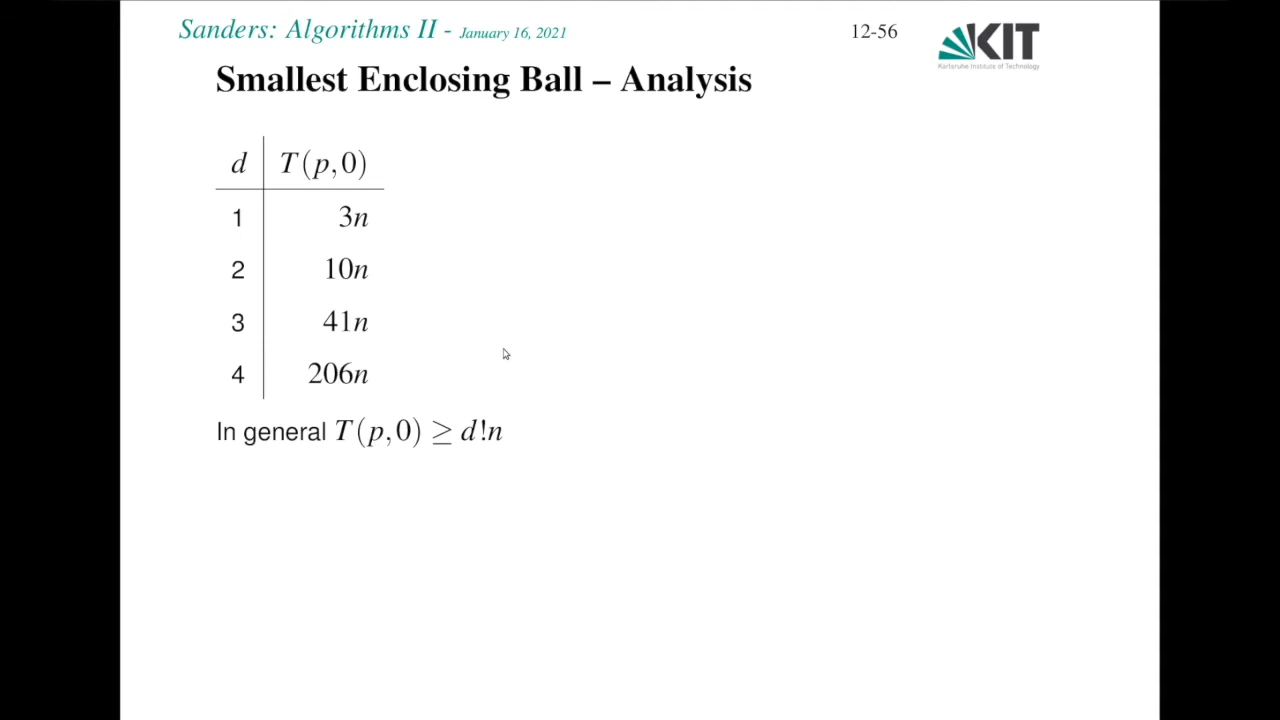 Sanders: Algorithms II - January 16, 2021
12-56
KIT
Karlsruhe Institute of Technology
Smallest Enclosing Ball – Analysis
d T(p,0)
1 3n
2 10n
3 41n
4 206n
In general T(p,0) ≥ d!n